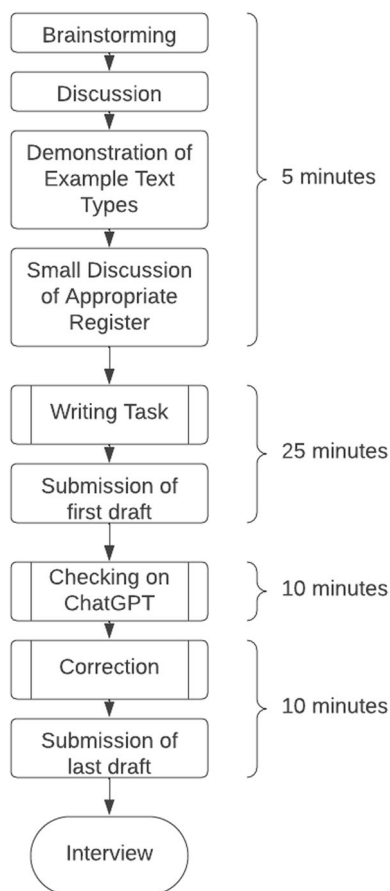 Brainstorming
Discussion
Demonstration of
Example Text
Types
Small Discussion
of Appropriate
Register
5 minutes
Writing Task
Submission of
first draft
25 minutes
Checking on
ChatGPT
10 minutes
Correction
Submission of
last draft
10 minutes
Interview